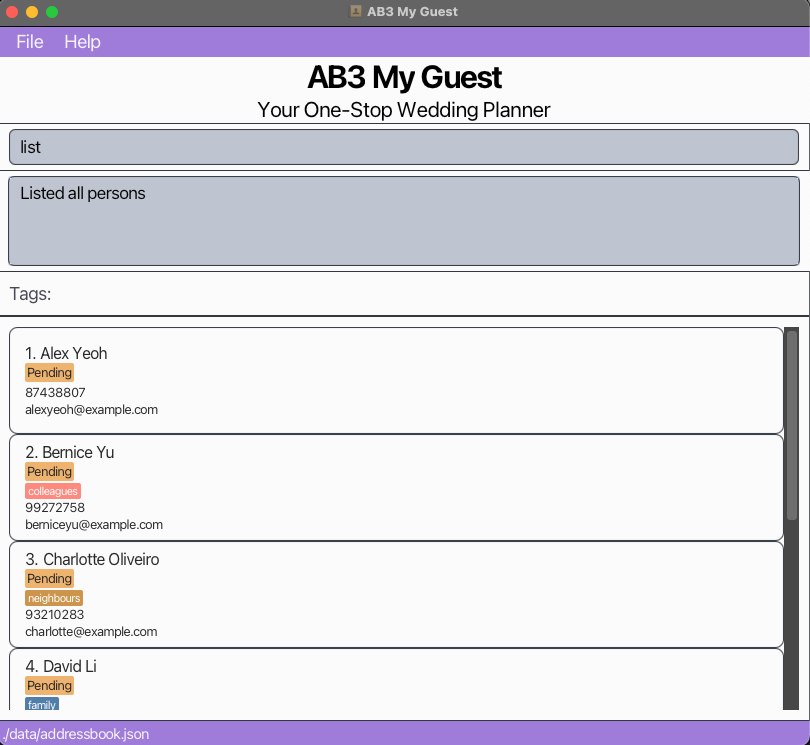 AB3 My Guest
File Help
AB3 My Guest
Your One-Stop Wedding Planner
list
Listed all persons
Tags:
1. Alex Yeoh
Pending
87438807
alexyeoh@example.com
2. Bernice Yu
Pending
colleagues
99272758
berniceyu@example.com
3. Charlotte Oliveiro
Pending
neighbours
93210283
charlotte@example.com
4. David Li
Pending
family
./data/addressbook.json